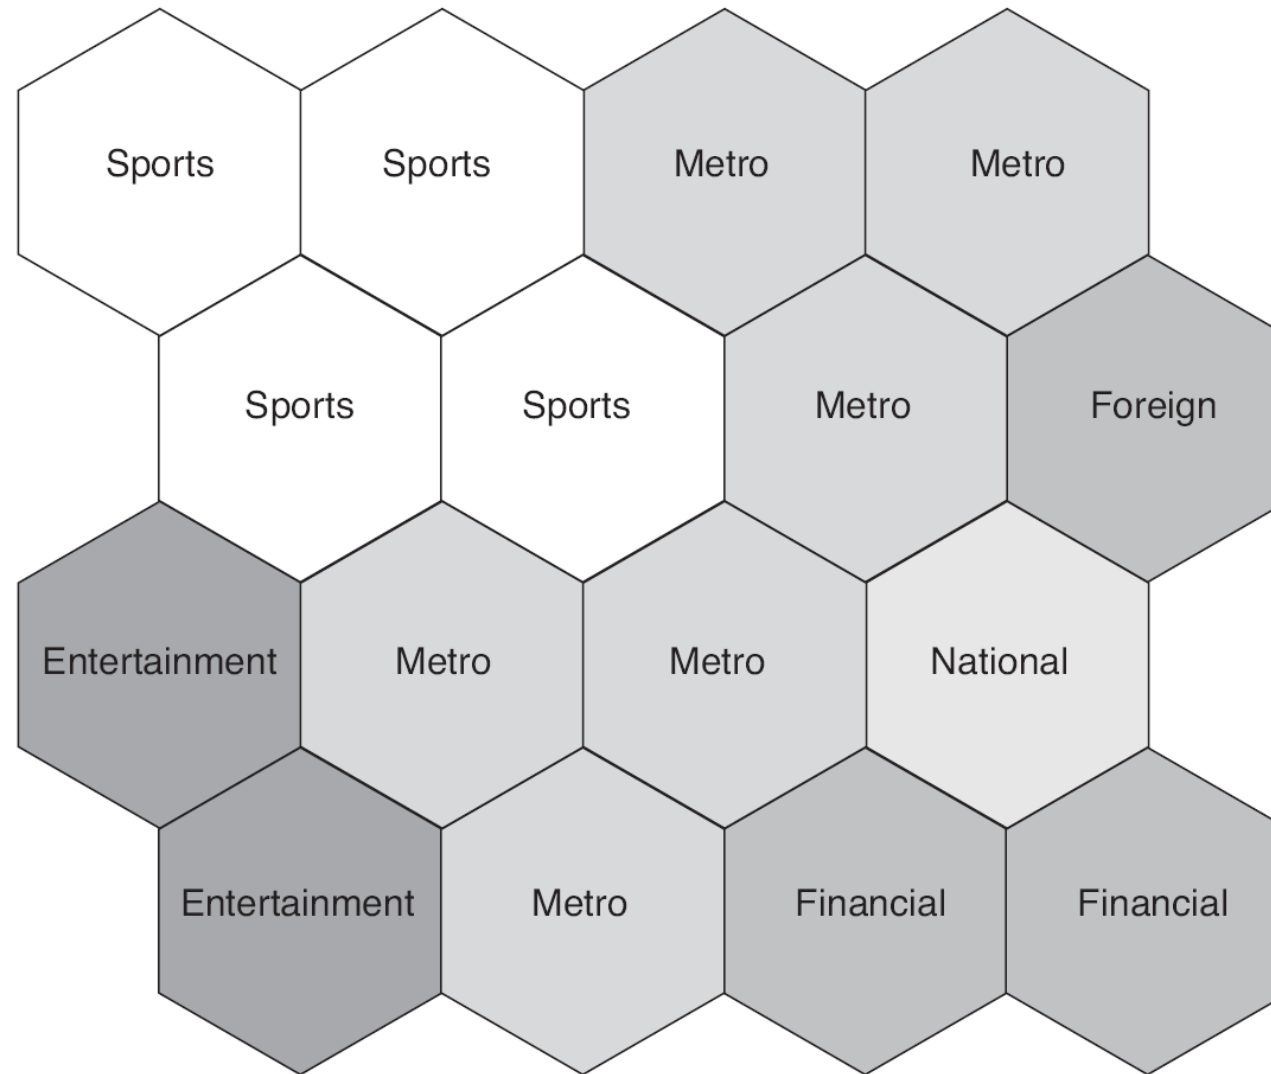 Sports Sports Metro Metro
Sports Sports Metro Foreign
Entertainment Metro Metro National
Entertainment Metro Financial Financial